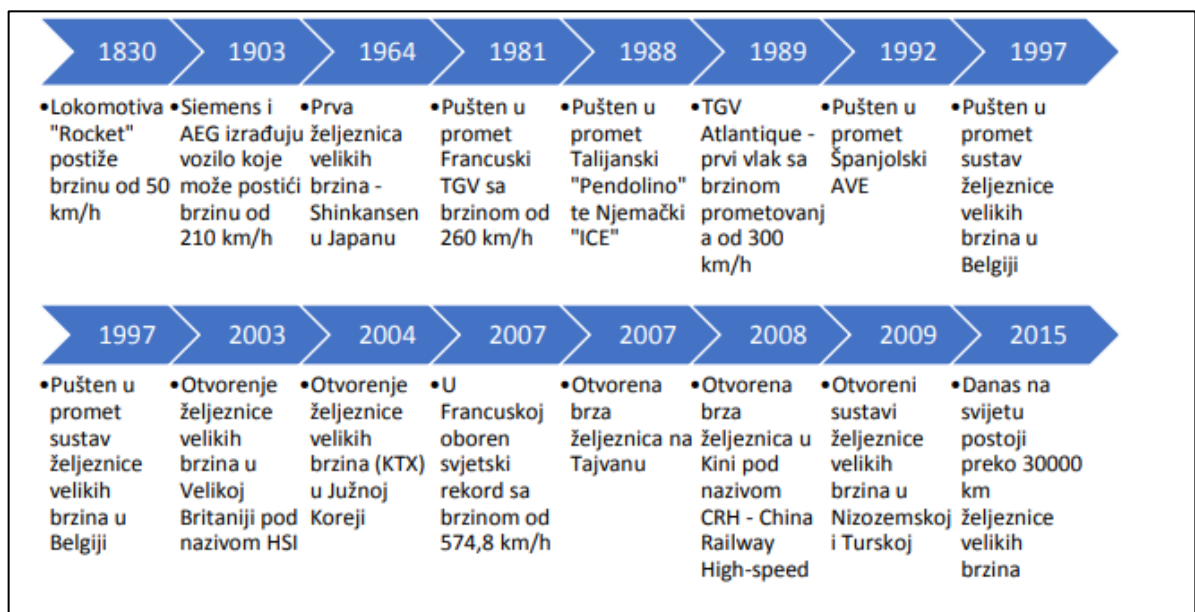 1830 1903 1964 1981 1988 1989 1992 1997
•Lokomotiva
"Rocket"
postiže
brzinu od 50
km/h
•Siemens i
AEG izrađuju
vozilo koje
može postići
brzinu od
210 km/h
•Prva
željeznica
velikih
brzina -
Shinkansen
u Japanu
•Pušten u
promet
Francuski
TGV sa
brzinom od
260 km/h
•Pušten u
promet
Talijanski
"Pendolino"
te Njemački
"ICE"
•TGV
Atlantique -
prvi vlak sa
brzinom
prometovanj
a od 300
km/h
•Pušten u
promet
Španjolski
AVE
•Pušten u
promet
sustav
željeznice
velikih
brzina u
Belgiji
1997 2003 2004 2007 2007 2008 2009 2015
•Pušten u
promet
sustav
željeznice
velikih
brzina u
Belgiji
•Otvorenje
željeznice
velikih
brzina u
Velikoj
Britaniji pod
nazivom HSI
•Otvorenje
željeznice
velikih
brzina (KTX)
u Južnoj
Koreji
•U
Francuskoj
oboren
svjetski
rekord sa
brzinom od
574,8 km/h
•Otvorena
brza
željeznica na
Tajvanu
•Otvorena
brza
željeznica u
Kini pod
nazivom
CRH - China
Railway
High-speed
•Otvoreni
sustavi
željeznice
velikih
brzina u
Nizozemskoj
i Turskoj
•Danas na
svijetu
postoji
preko 30000
km
željeznice
velikih
brzina